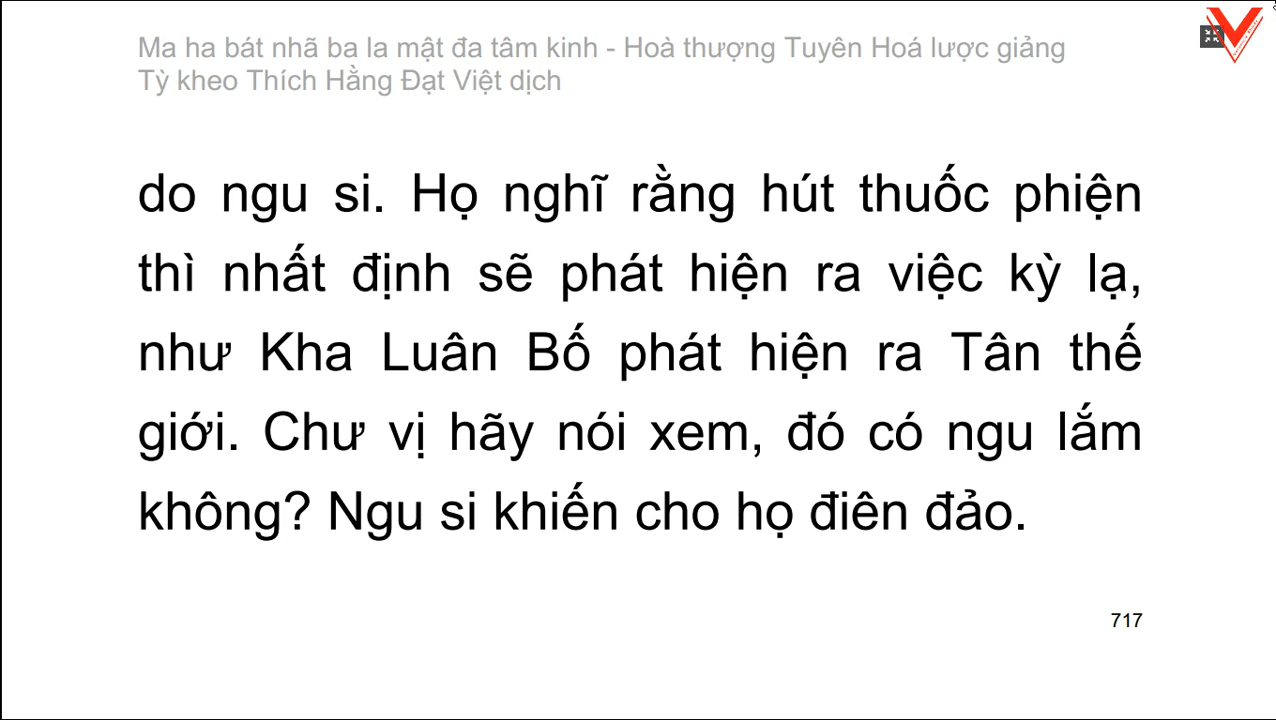 Ma ha bát nhã ba la mật đa tâm kinh - Hoà thượng Tuyên Hoá lược giảng
Tỳ kheo Thích Hằng Đạt Việt dịch
do ngu si. Họ nghĩ rằng hút thuốc phiện
thì nhất định sẽ phát hiện ra việc kỳ lạ,
như Kha Luân Bố phát hiện ra Tân thế
giới. Chư vị hãy nói xem, đó có ngu lắm
không? Ngu si khiến cho họ điên đảo.
717